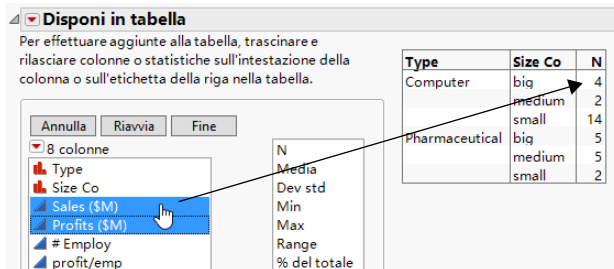 Disponi in tabella
Per effettuare aggiunte alla tabella, trascinare e
rilasciare colonne o statistiche sull'intestazione della
colonna o sull'etichetta della riga nella tabella.
Annulla Riavvia Fine
8 colonne
Type
Size Co
Sales ($M)
Profits ($M)
# Employ
profit/emp
N
Media
Dev std
Min
Max
Range
% del totale
Type Size Co N
Computer big 4
medium 2
small 14
Pharmaceutical big 5
medium 5
small 2